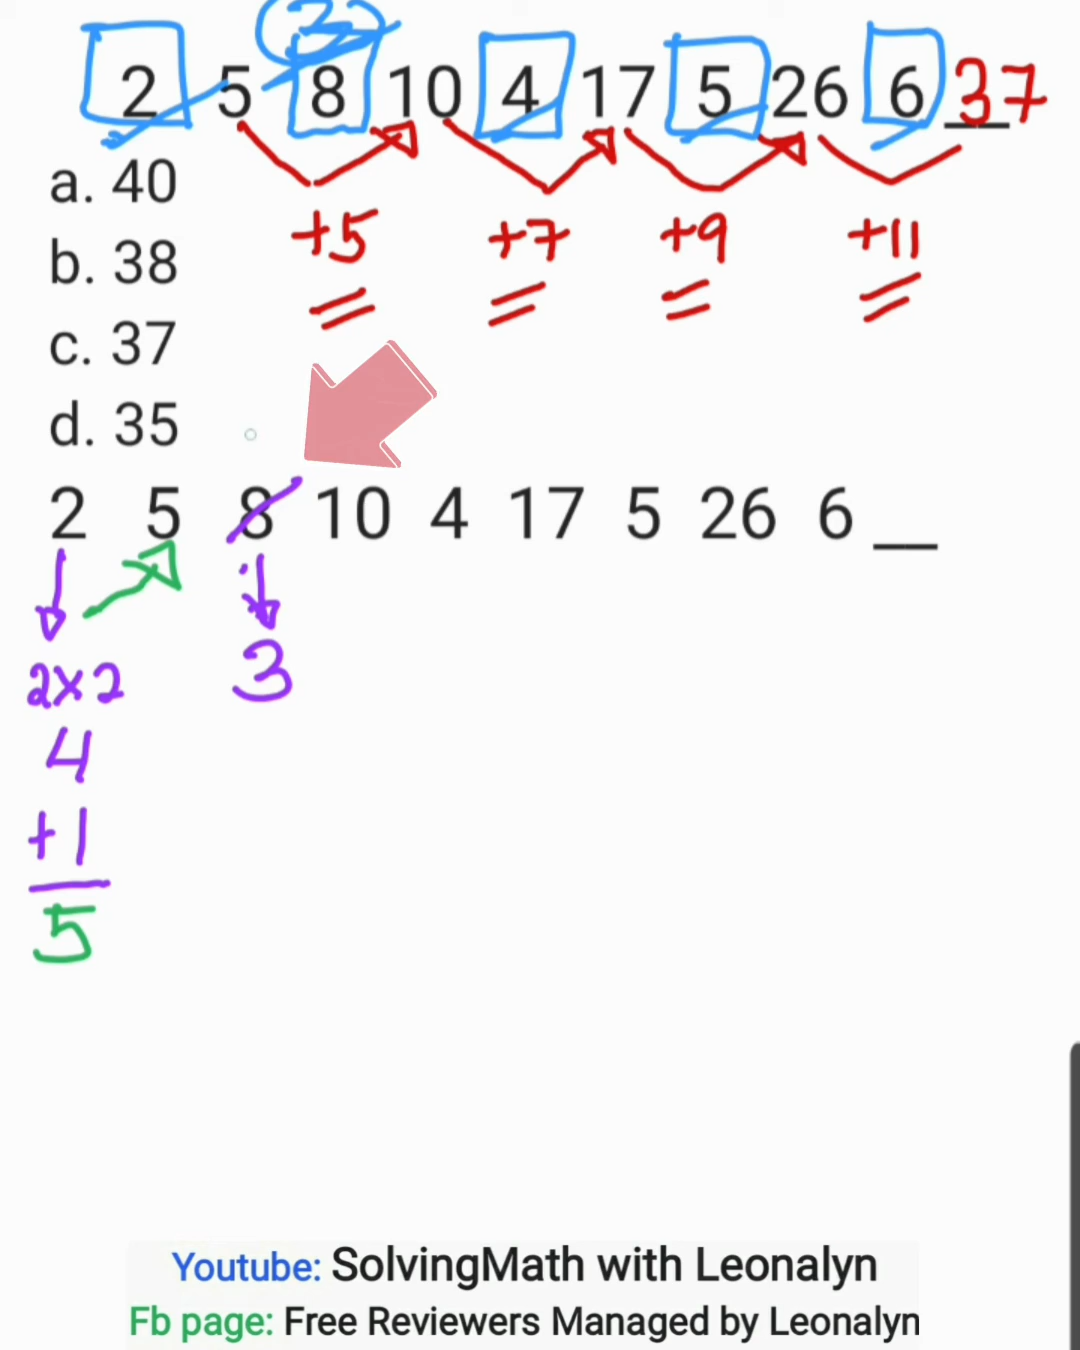 3
2 5 8 10 4 17 5 26 6 37
a. 40
+5 +7 +9 +11
b. 38
c. 37
d. 35
2 5 8 10 4 17 5 26 6 __
2x2 3
4
+1
5
Youtube: SolvingMath with Leonalyn
Fb page: Free Reviewers Managed by Leonalyn